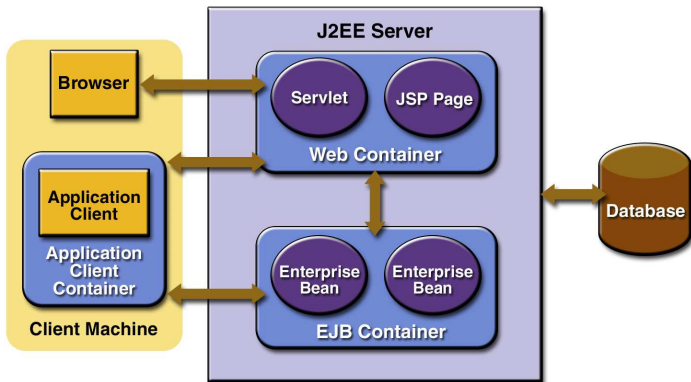 J2EE Server
Browser
Servlet
JSP Page
Web Container
Application
Client
Application
Client
Container
Client Machine
Enterprise
Bean
Enterprise
Bean
EJB Container
Database